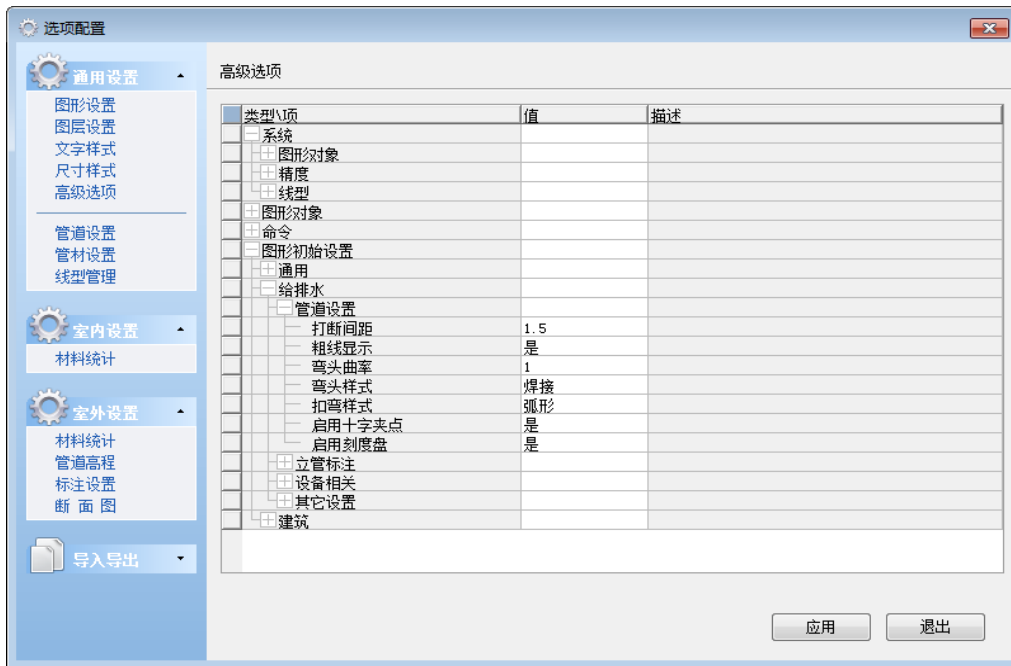 选项配置
通用设置
图形设置
图层设置
文字样式
尺寸样式
高级选项
管道设置
管材设置
线型管理
室内设置
材料统计
室外设置
材料统计
管道高程
标注设置
断 面 图
导入导出
高级选项
类型\项 值 描述
系统
图形对象
精度
线型
图形对象
命令
图形初始设置
通用
给排水
管道设置
打断间距 1.5
粗线显示 是
弯头曲率 1
弯头样式 焊接
扣弯样式 弧形
启用十字夹点 是
启用刻度盘 是
立管标注
设备相关
其它设置
建筑
应用 退出